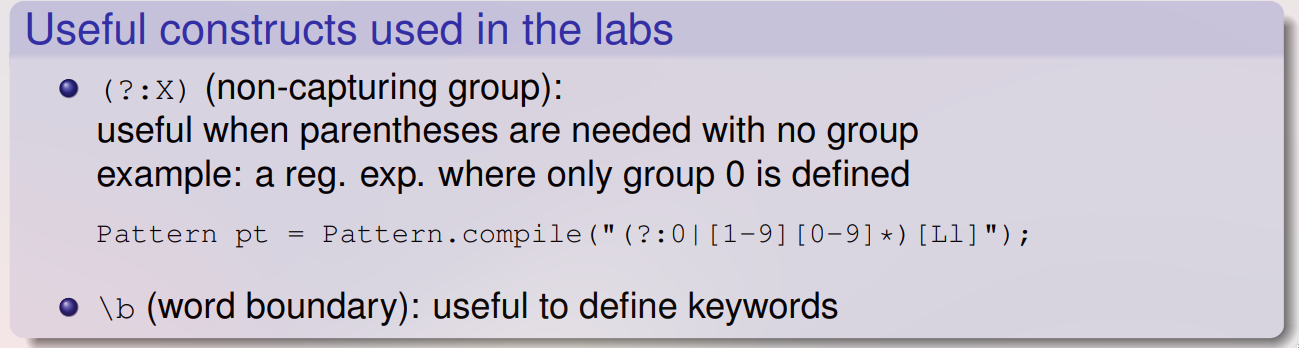 Useful constructs used in the labs
(?:X) (non-capturing group):
useful when parentheses are needed with no group
example: a reg. exp. where only group 0 is defined
Pattern pt = Pattern.compile("(?:0|[1-9][0-9]*)[Ll]");
\b (word boundary): useful to define keywords